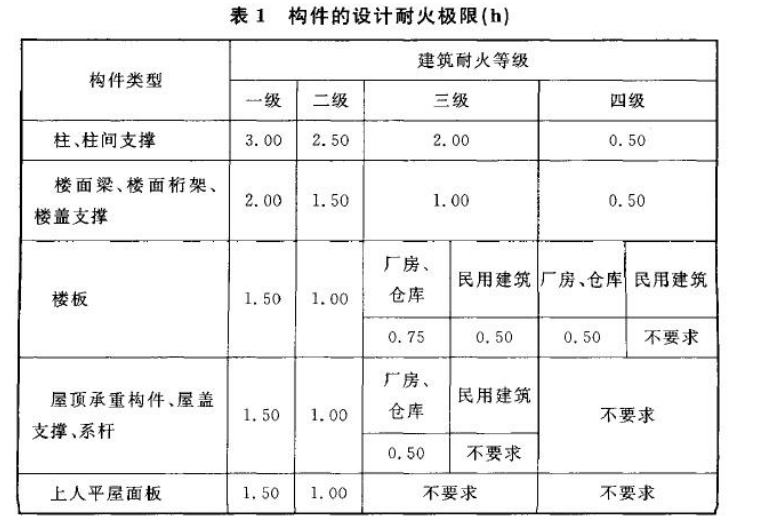 表 1 构件的设计耐火极限(h)
构件类型
建筑耐火等级
一级 二级 三级 四级
柱、柱间支撑 3.00 2.50 2.00 0.50
楼面梁、楼面桁架、
楼盖支撑
2.00 1.50 1.00 0.50
楼板 1.50 1.00
厂房、
仓库
民用建筑 厂房、仓库 民用建筑
0.75 0.50 0.50 不要求
屋顶承重构件、屋盖
支撑、系杆
1.50 1.00
厂房、
仓库
民用建筑
0.50 不要求
不要求
上人平屋面板 1.50 1.00 不要求 不要求